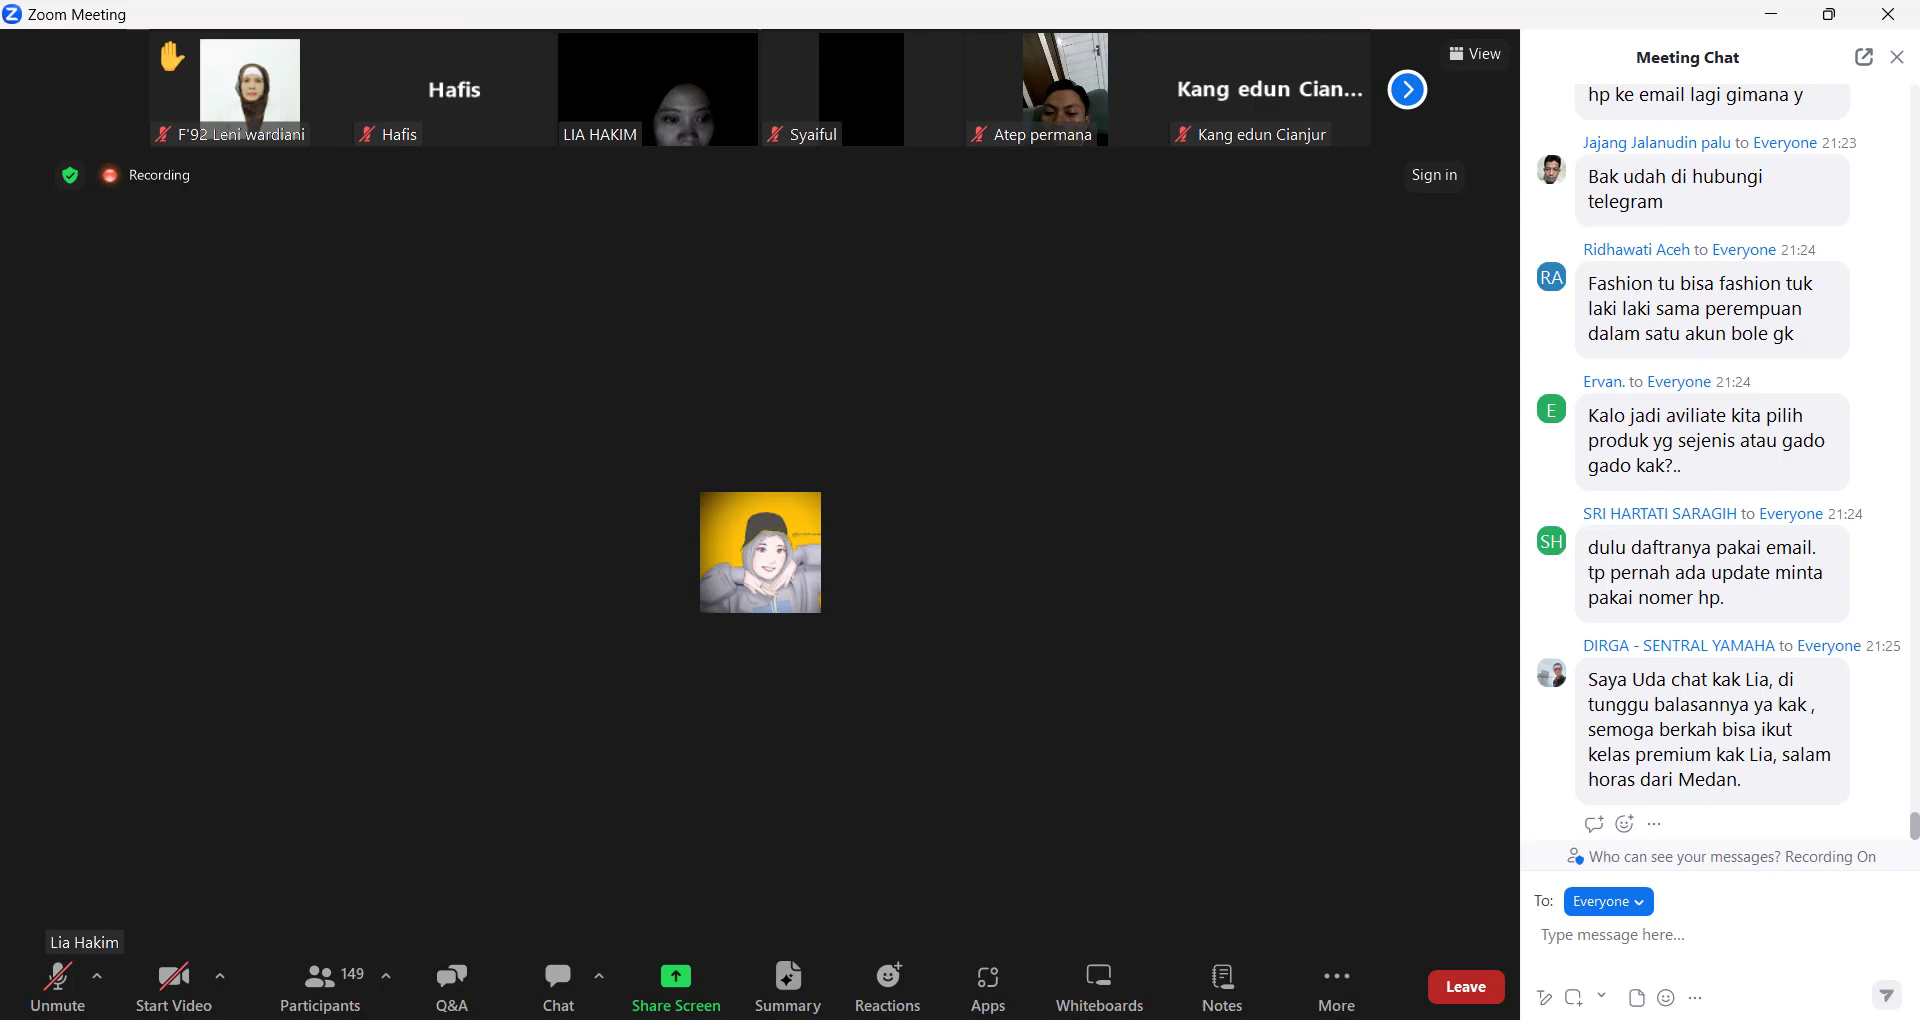 Zoom Meeting
F'92 Leni wardiani
Hafis
Hafis
LIA HAKIM
Syaiful
Atep permana
Kang edun Cian...
Kang edun Cianjur
View
Recording
Sign in
Meeting Chat
hp ke email lagi gimana y
Jajang Jalanudin palu to Everyone 21:23
Bak udah di hubungi
telegram
Ridhawati Aceh to Everyone 21:24
RA
Fashion tu bisa fashion tuk
laki laki sama perempuan
dalam satu akun bole gk
Ervan. to Everyone 21:24
E
Kalo jadi aviliate kita pilih
produk yg sejenis atau gado
gado kak?..
SRI HARTATI SARAGIH to Everyone 21:24
SH
dulu daftranya pakai email.
tp pernah ada update minta
pakai nomer hp.
DIRGA - SENTRAL YAMAHA to Everyone 21:25
Saya Uda chat kak Lia, di
tunggu balasannya ya kak ,
semoga berkah bisa ikut
kelas premium kak Lia, salam
horas dari Medan.
Who can see your messages? Recording On
To: Everyone
Type message here...
Lia Hakim
Unmute
Start Video
149
Participants
Q&A
Chat
Share Screen
Summary
Reactions
Apps
Whiteboards
Notes
More
Leave